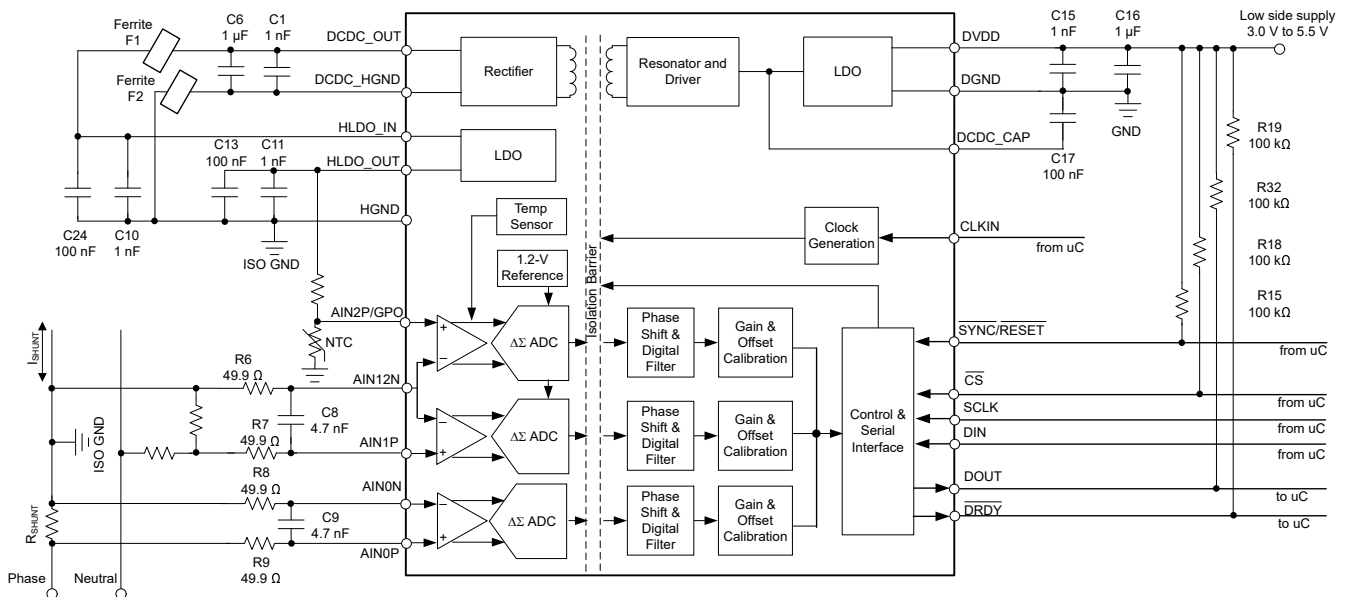 Ferrite
F1
C6
1 µF
C1
1 nF
DCDC_OUT
Ferrite
F2
DCDC_HGND
HLDO_IN
C13
100 nF
C11
1 nF
HLDO_OUT
HGND
C24
100 nF
C10
1 nF
ISO GND
Rectifier
LDO
Resonator and
Driver
LDO
DVDD
DGND
DCDC_CAP
C15
1 nF
C16
1 µF
Low side supply
3.0 V to 5.5 V
GND
C17
100 nF
R19
100 kΩ
R32
100 kΩ
R18
100 kΩ
R15
100 kΩ
Temp
Sensor
1.2-V
Reference
Isolation Barrier
Clock
Generation
CLKIN
from uC
AIN2P/GPO
NTC
ISHUNT
R6
49.9 Ω
AIN12N
C8
4.7 nF
R7
49.9 Ω
ISO GND
AIN1P
R8
49.9 Ω
AIN0N
C9
4.7 nF
RSHUNT
AIN0P
R9
49.9 Ω
Phase
Neutral
+
−
ΔΣ ADC
−
+
ΔΣ ADC
−
+
ΔΣ ADC
Phase
Shift &
Digital
Filter
Gain &
Offset
Calibration
Phase
Shift &
Digital
Filter
Gain &
Offset
Calibration
Phase
Shift &
Digital
Filter
Gain &
Offset
Calibration
Control &
Serial
Interface
SYNC/RESET
from uC
CS
from uC
SCLK
from uC
DIN
from uC
DOUT
to uC
DRDY
to uC